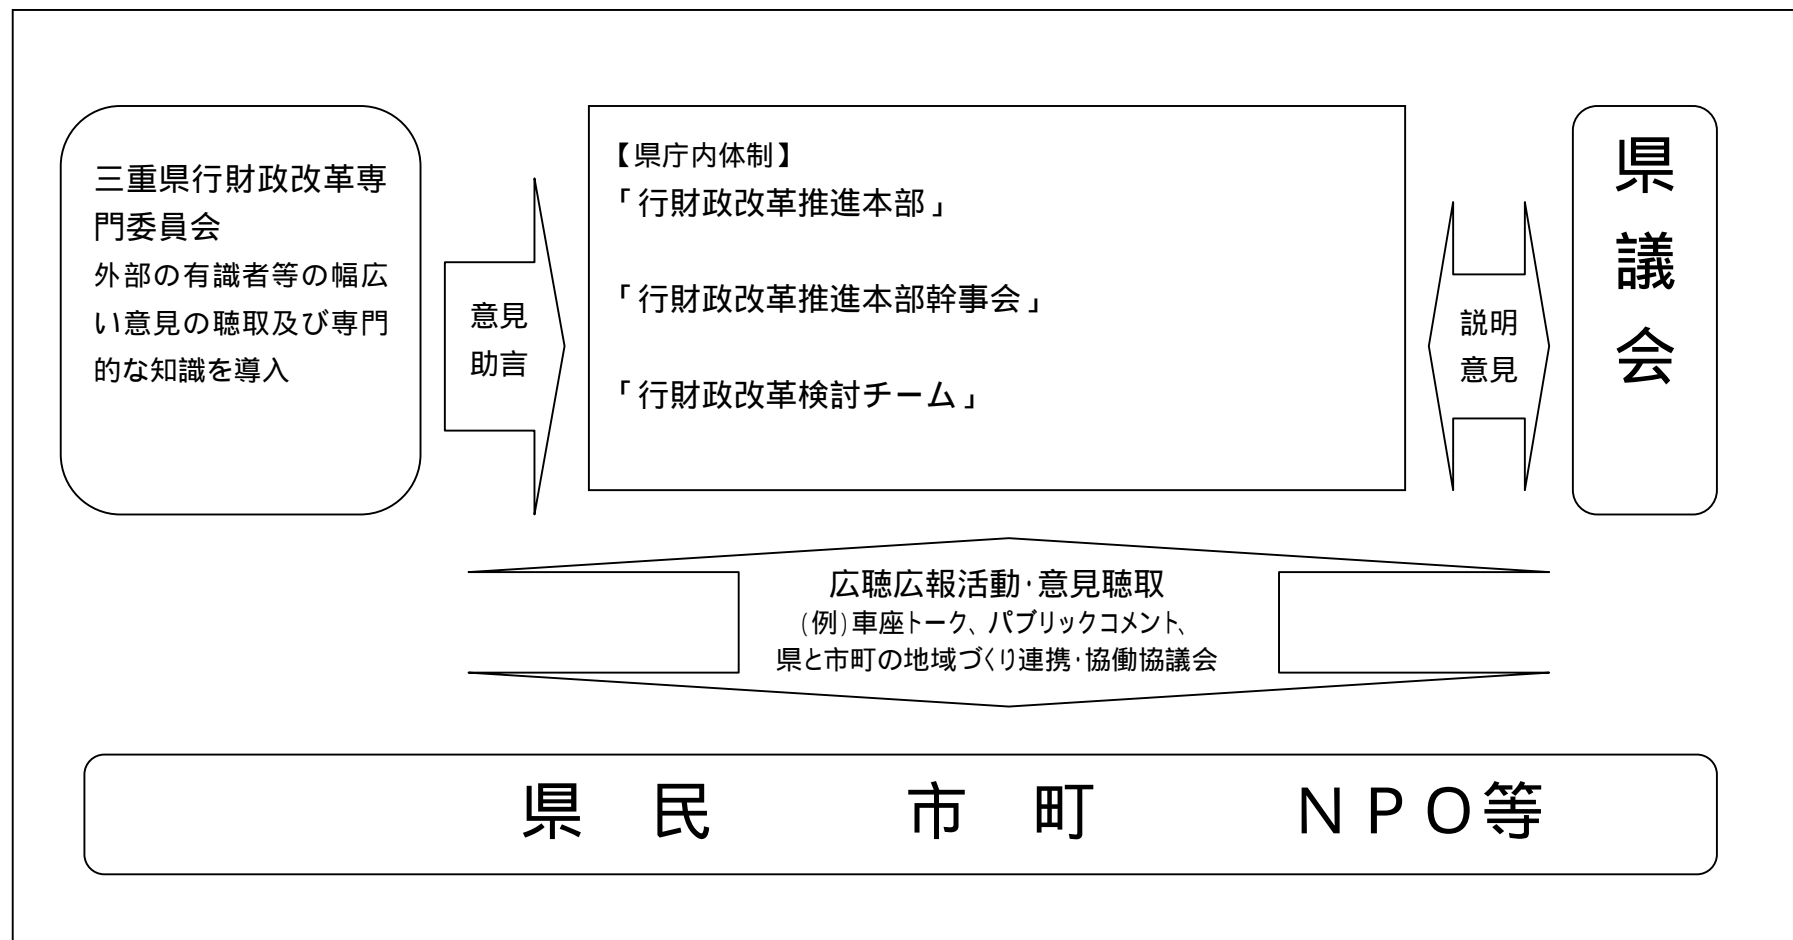 三重県行財政改革専
門委員会
外部の有識者等の幅広
い意見の聴取及び専門
的な知識を導入
意見
助言
【県庁内体制】
「行財政改革推進本部」
「行財政改革推進本部幹事会」
「行財政改革検討チーム」
説明
意見
県議会
広聴広報活動・意見聴取
（例）車座トーク、パブリックコメント、
県と市町の地域づくり連携・協働協議会
県　民　　　市　町　　　ＮＰＯ等